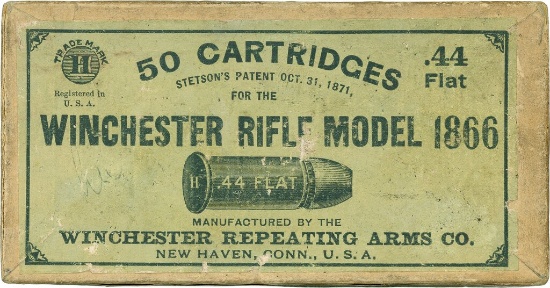 TRADE MARK
H
Registered in
U. S. A.
50 CARTRIDGES
STETSON'S PATENT OCT. 31, 1871,
FOR THE
.44
Flat
WINCHESTER RIFLE MODEL 1866
H .44 FLAT
MANUFACTURED BY THE
WINCHESTER REPEATING ARMS CO.
NEW HAVEN, CONN., U. S. A.